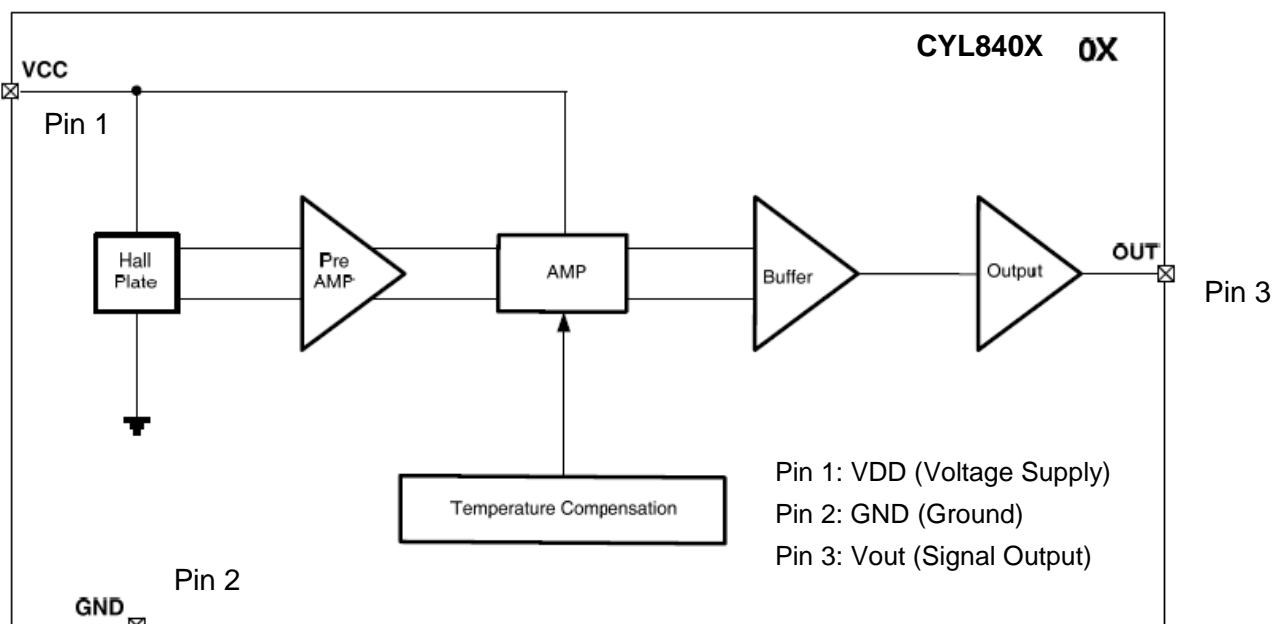 CYL840X 0X
VCC
Pin 1
Hall
Plate
Pre
AMP
AMP
Buffer
Output
OUT
Pin 3
Temperature Compensation
Pin 1: VDD (Voltage Supply)
Pin 2: GND (Ground)
Pin 3: Vout (Signal Output)
Pin 2
GND